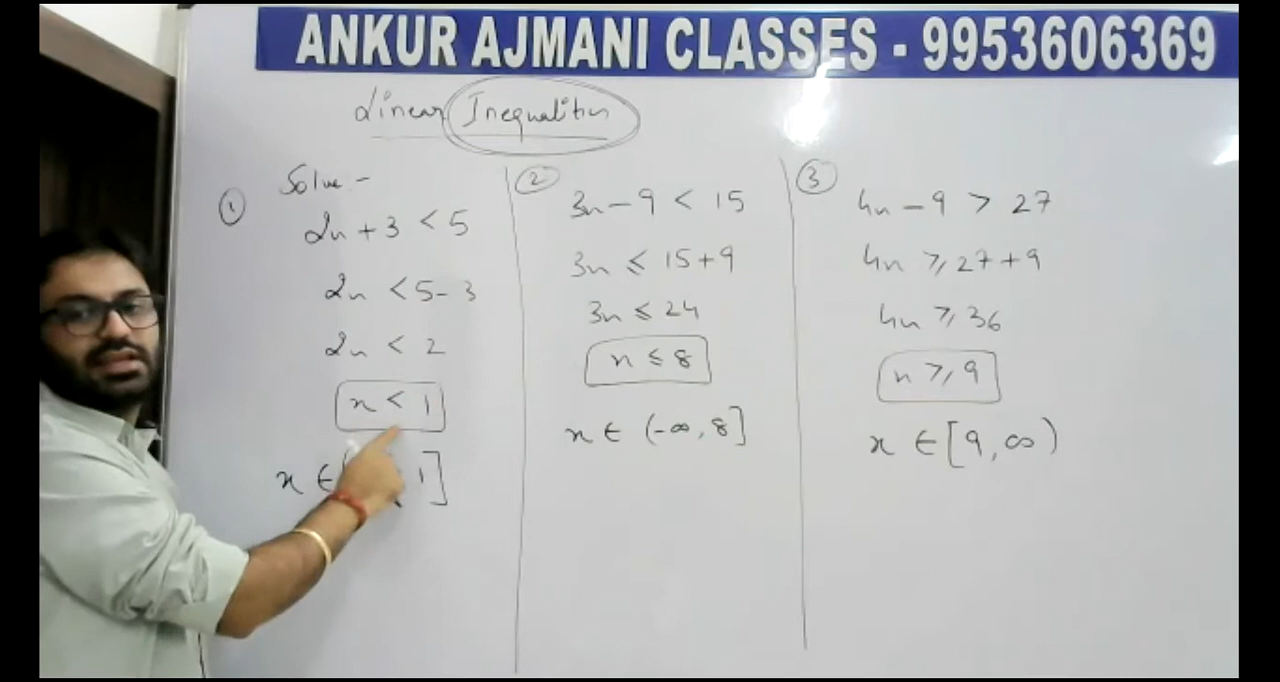 ANKUR AJMANI CLASSES - 9953606369
Linear Inequalities
Solve -
①
2x + 3 < 5
2x < 5 - 3
2x < 2
x < 1
x ∈ ( 1]
②
3x - 9 < 15
3x ⩽ 15 + 9
3x ⩽ 24
x ⩽ 8
x ∈ (-∞, 8]
③
4x - 9 > 27
4x ⩾ 27 + 9
4x ⩾ 36
x ⩾ 9
x ∈ [9, ∞)